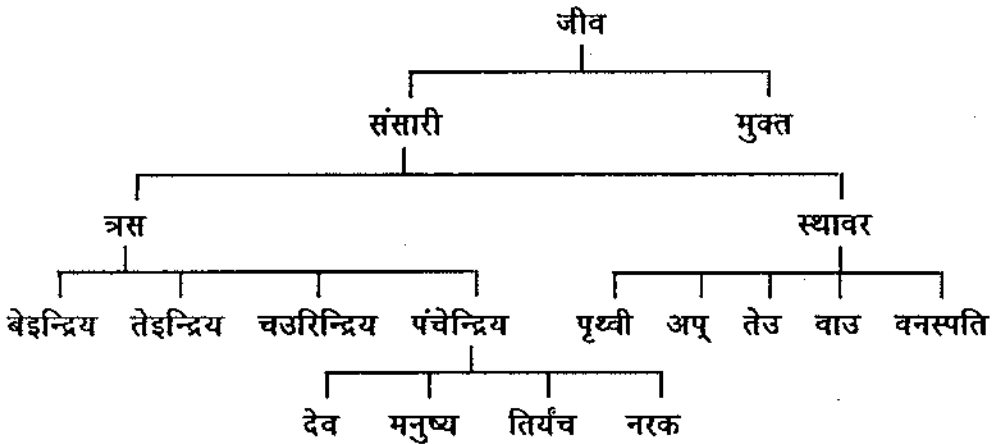 जीव
संसारी मुक्त
त्रस स्थावर
बेइन्द्रिय तेइन्द्रिय चउरिन्द्रिय पंचेन्द्रिय पृथ्वी अप् तेउ वाउ वनस्पति
देव मनुष्य तिर्यंच नरक